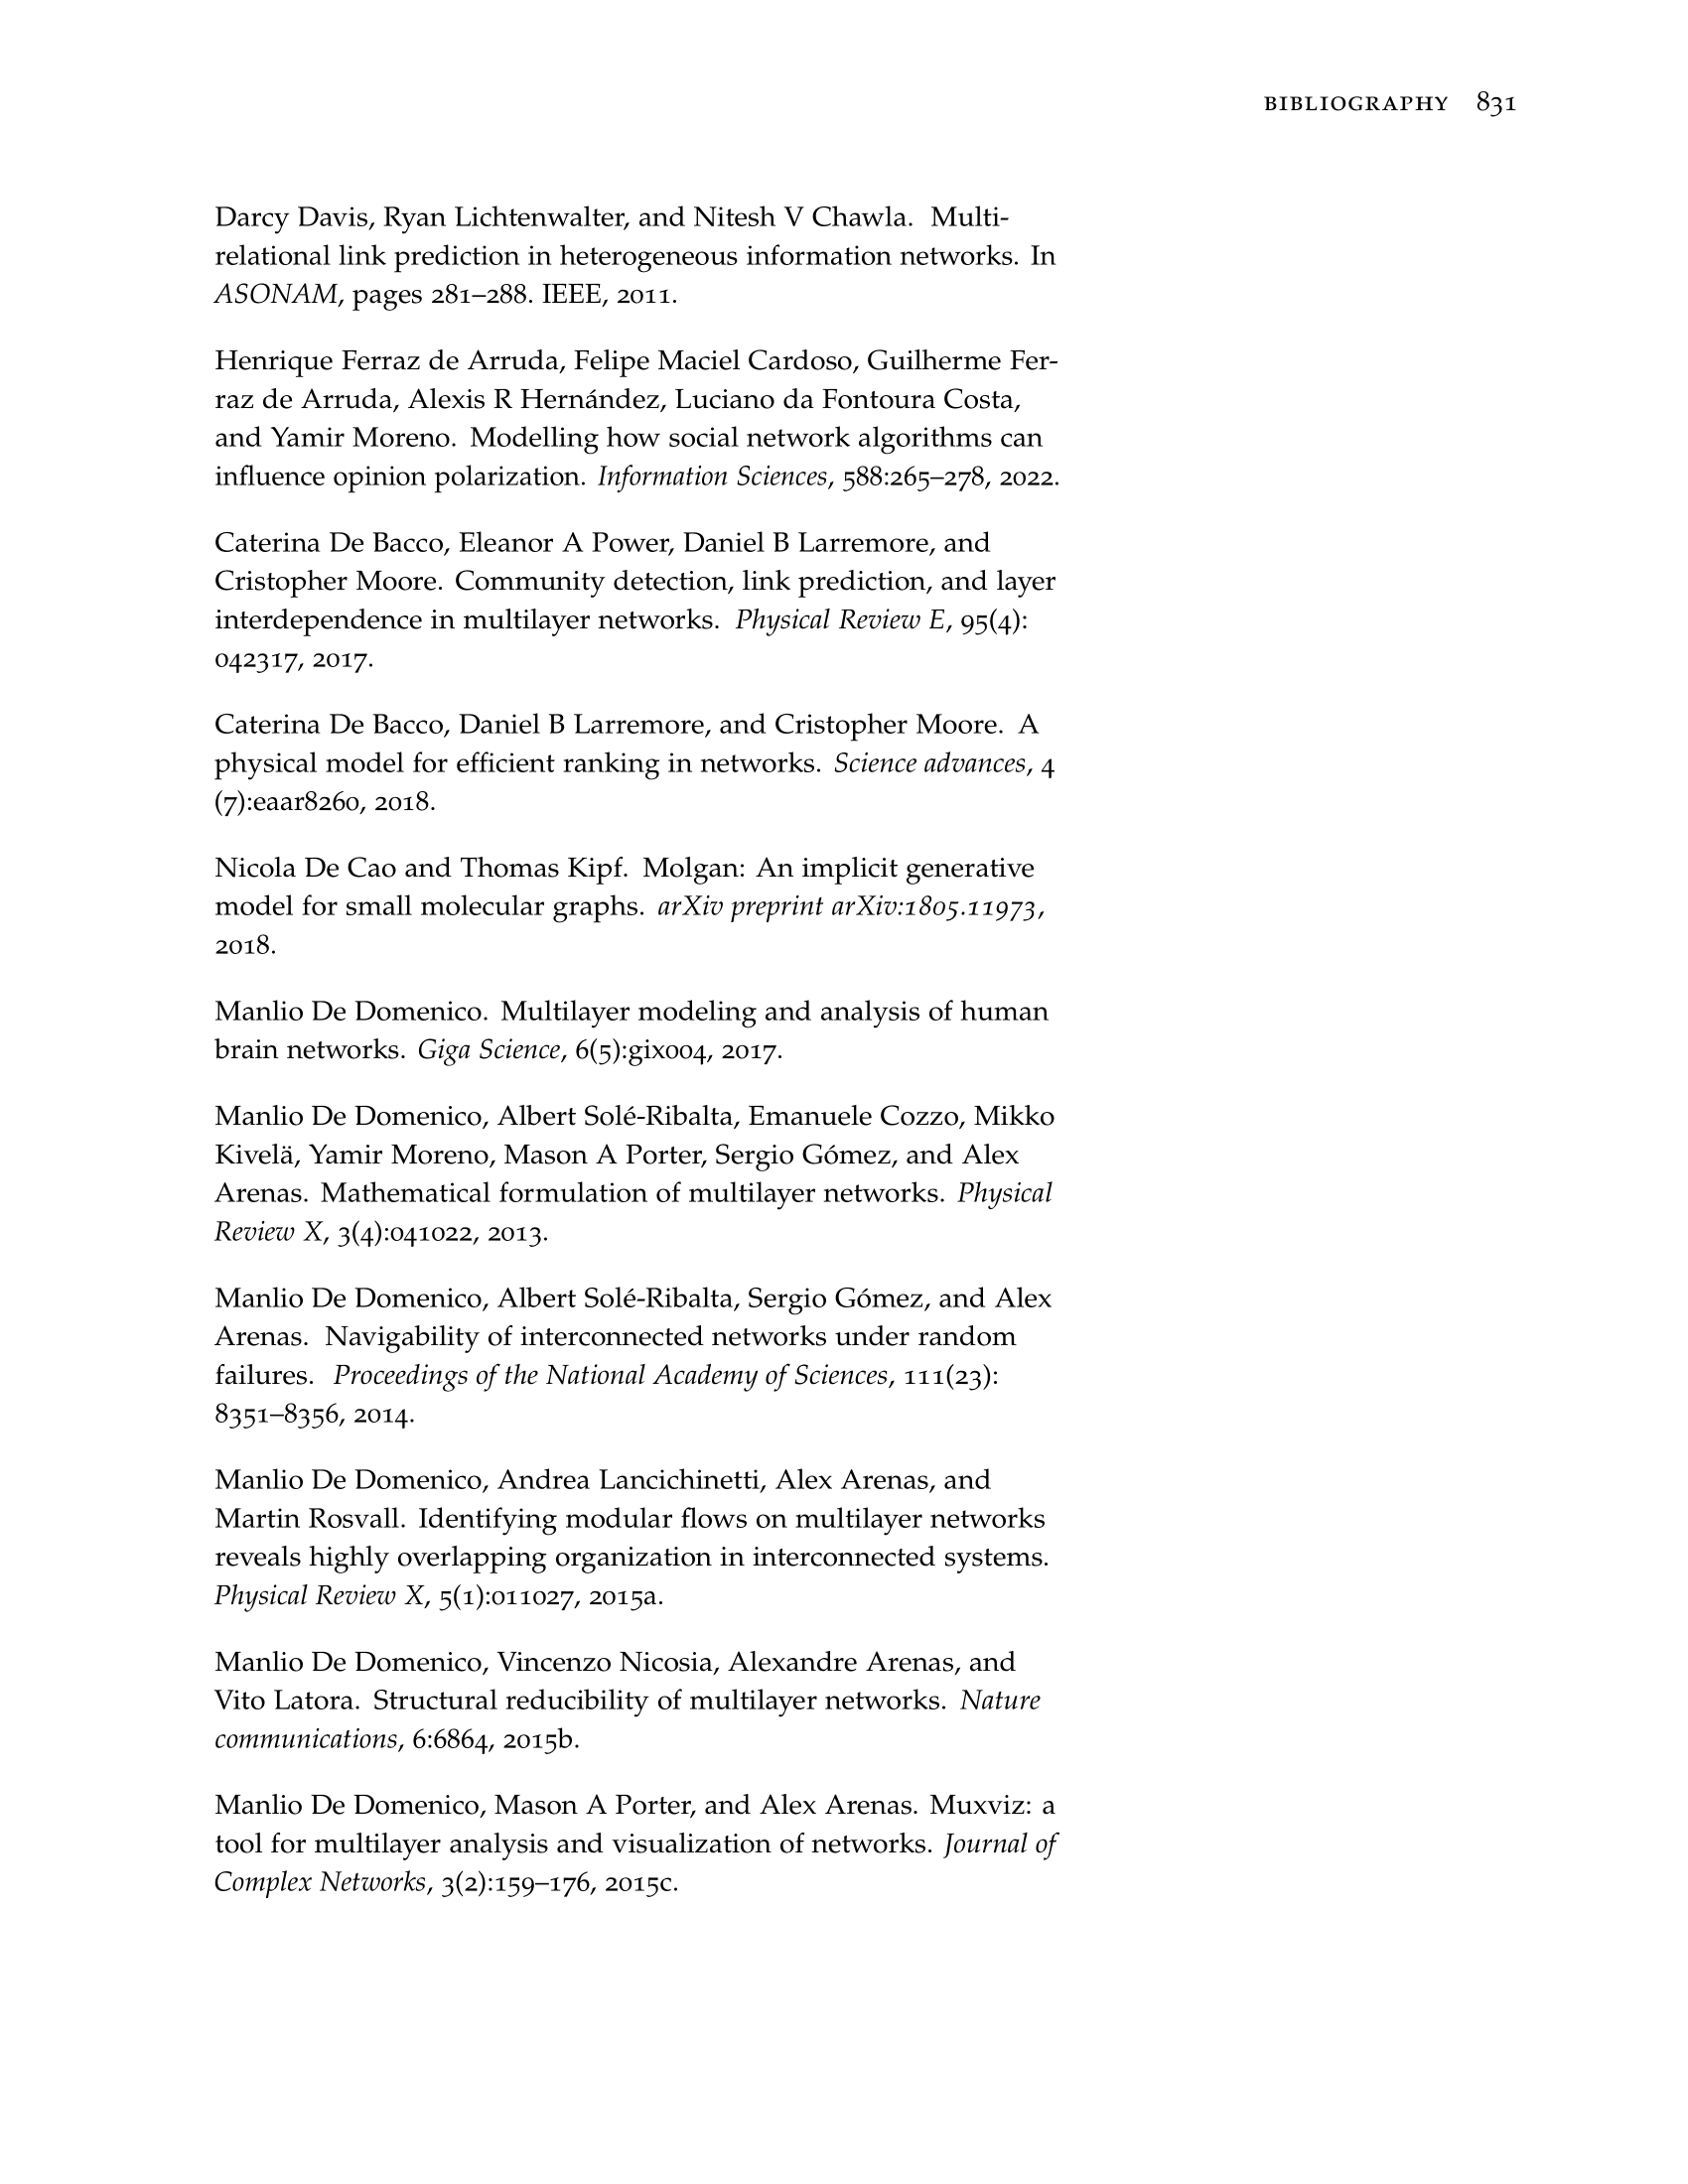 BIBLIOGRAPHY 831
Darcy Davis, Ryan Lichtenwalter, and Nitesh V Chawla. Multi-
relational link prediction in heterogeneous information networks. In
ASONAM, pages 281–288. IEEE, 2011.
Henrique Ferraz de Arruda, Felipe Maciel Cardoso, Guilherme Fer-
raz de Arruda, Alexis R Hernández, Luciano da Fontoura Costa,
and Yamir Moreno. Modelling how social network algorithms can
influence opinion polarization. Information Sciences, 588:265–278, 2022.
Caterina De Bacco, Eleanor A Power, Daniel B Larremore, and
Cristopher Moore. Community detection, link prediction, and layer
interdependence in multilayer networks. Physical Review E, 95(4):
042317, 2017.
Caterina De Bacco, Daniel B Larremore, and Cristopher Moore. A
physical model for efficient ranking in networks. Science advances, 4
(7):eaar8260, 2018.
Nicola De Cao and Thomas Kipf. Molgan: An implicit generative
model for small molecular graphs. arXiv preprint arXiv:1805.11973,
2018.
Manlio De Domenico. Multilayer modeling and analysis of human
brain networks. Giga Science, 6(5):gix004, 2017.
Manlio De Domenico, Albert Solé-Ribalta, Emanuele Cozzo, Mikko
Kivelä, Yamir Moreno, Mason A Porter, Sergio Gómez, and Alex
Arenas. Mathematical formulation of multilayer networks. Physical
Review X, 3(4):041022, 2013.
Manlio De Domenico, Albert Solé-Ribalta, Sergio Gómez, and Alex
Arenas. Navigability of interconnected networks under random
failures. Proceedings of the National Academy of Sciences, 111(23):
8351–8356, 2014.
Manlio De Domenico, Andrea Lancichinetti, Alex Arenas, and
Martin Rosvall. Identifying modular flows on multilayer networks
reveals highly overlapping organization in interconnected systems.
Physical Review X, 5(1):011027, 2015a.
Manlio De Domenico, Vincenzo Nicosia, Alexandre Arenas, and
Vito Latora. Structural reducibility of multilayer networks. Nature
communications, 6:6864, 2015b.
Manlio De Domenico, Mason A Porter, and Alex Arenas. Muxviz: a
tool for multilayer analysis and visualization of networks. Journal of
Complex Networks, 3(2):159–176, 2015c.